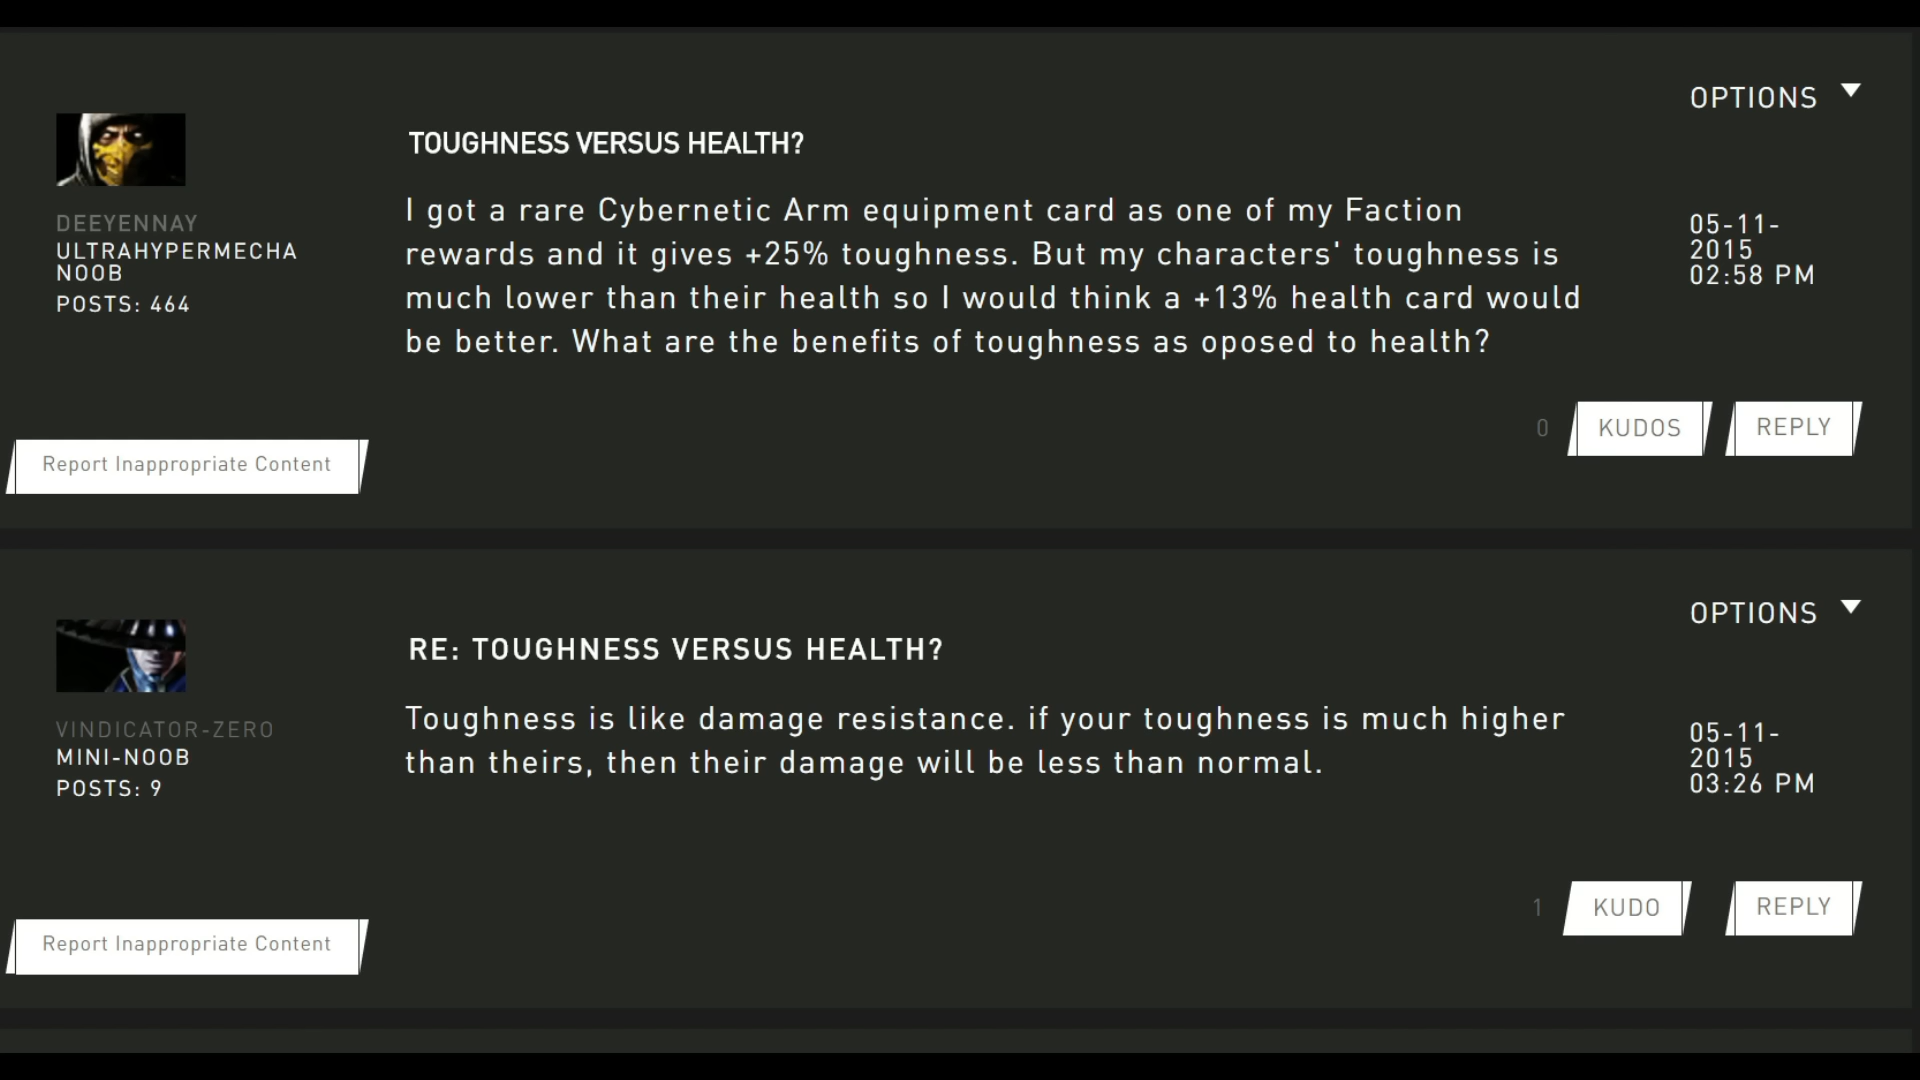 OPTIONS
TOUGHNESS VERSUS HEALTH?
I got a rare Cybernetic Arm equipment card as one of my Faction
rewards and it gives +25% toughness. But my characters' toughness is
much lower than their health so I would think a +13% health card would
be better. What are the benefits of toughness as oposed to health?
DEEYENNAY
ULTRAHYPERMECHA
NOOB
POSTS: 464
05-11-
2015
02:58 PM
0
KUDOS
REPLY
Report Inappropriate Content
OPTIONS
RE: TOUGHNESS VERSUS HEALTH?
Toughness is like damage resistance. if your toughness is much higher
than theirs, then their damage will be less than normal.
VINDICATOR-ZERO
MINI-NOOB
POSTS: 9
05-11-
2015
03:26 PM
1
KUDO
REPLY
Report Inappropriate Content